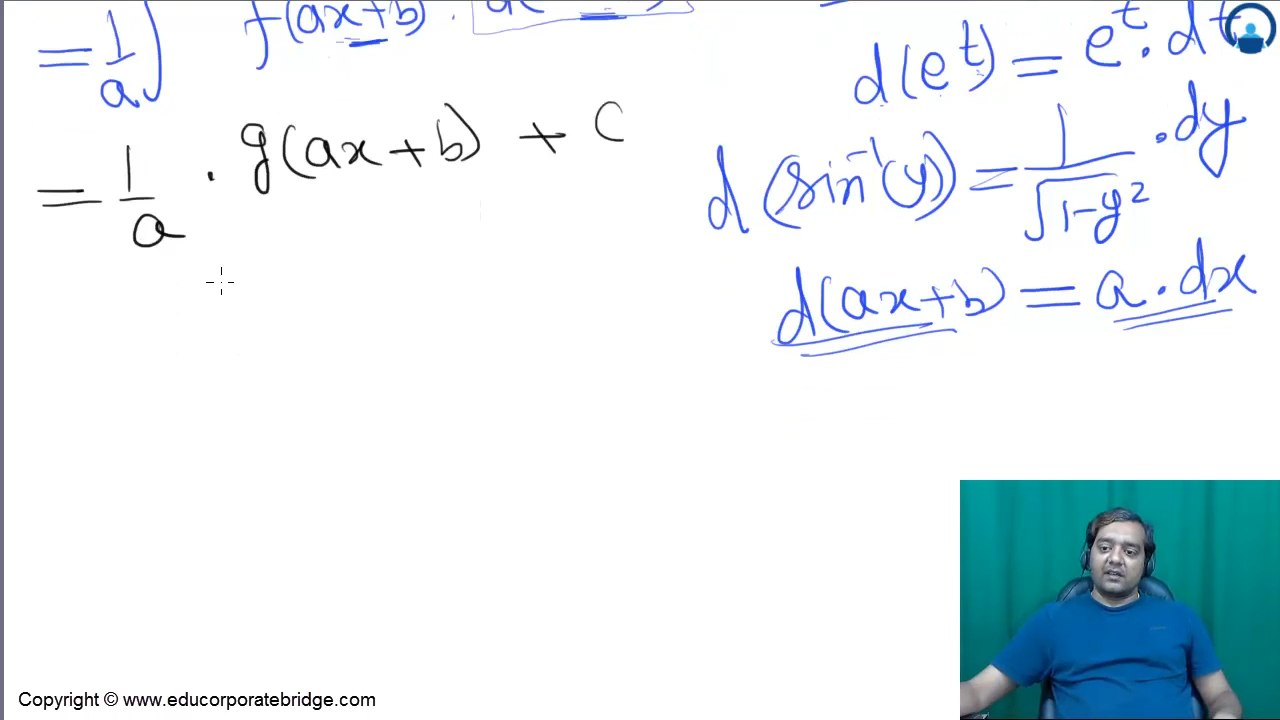 = 1/a ∫ f(ax+b) .
= 1/a . g(ax+b) + C
d(e^t) = e^t . dt
d(sin^-1(y)) = 1/√1-y² . dy
d(ax+b) = a . dx
Copyright © www.educorporatebridge.com